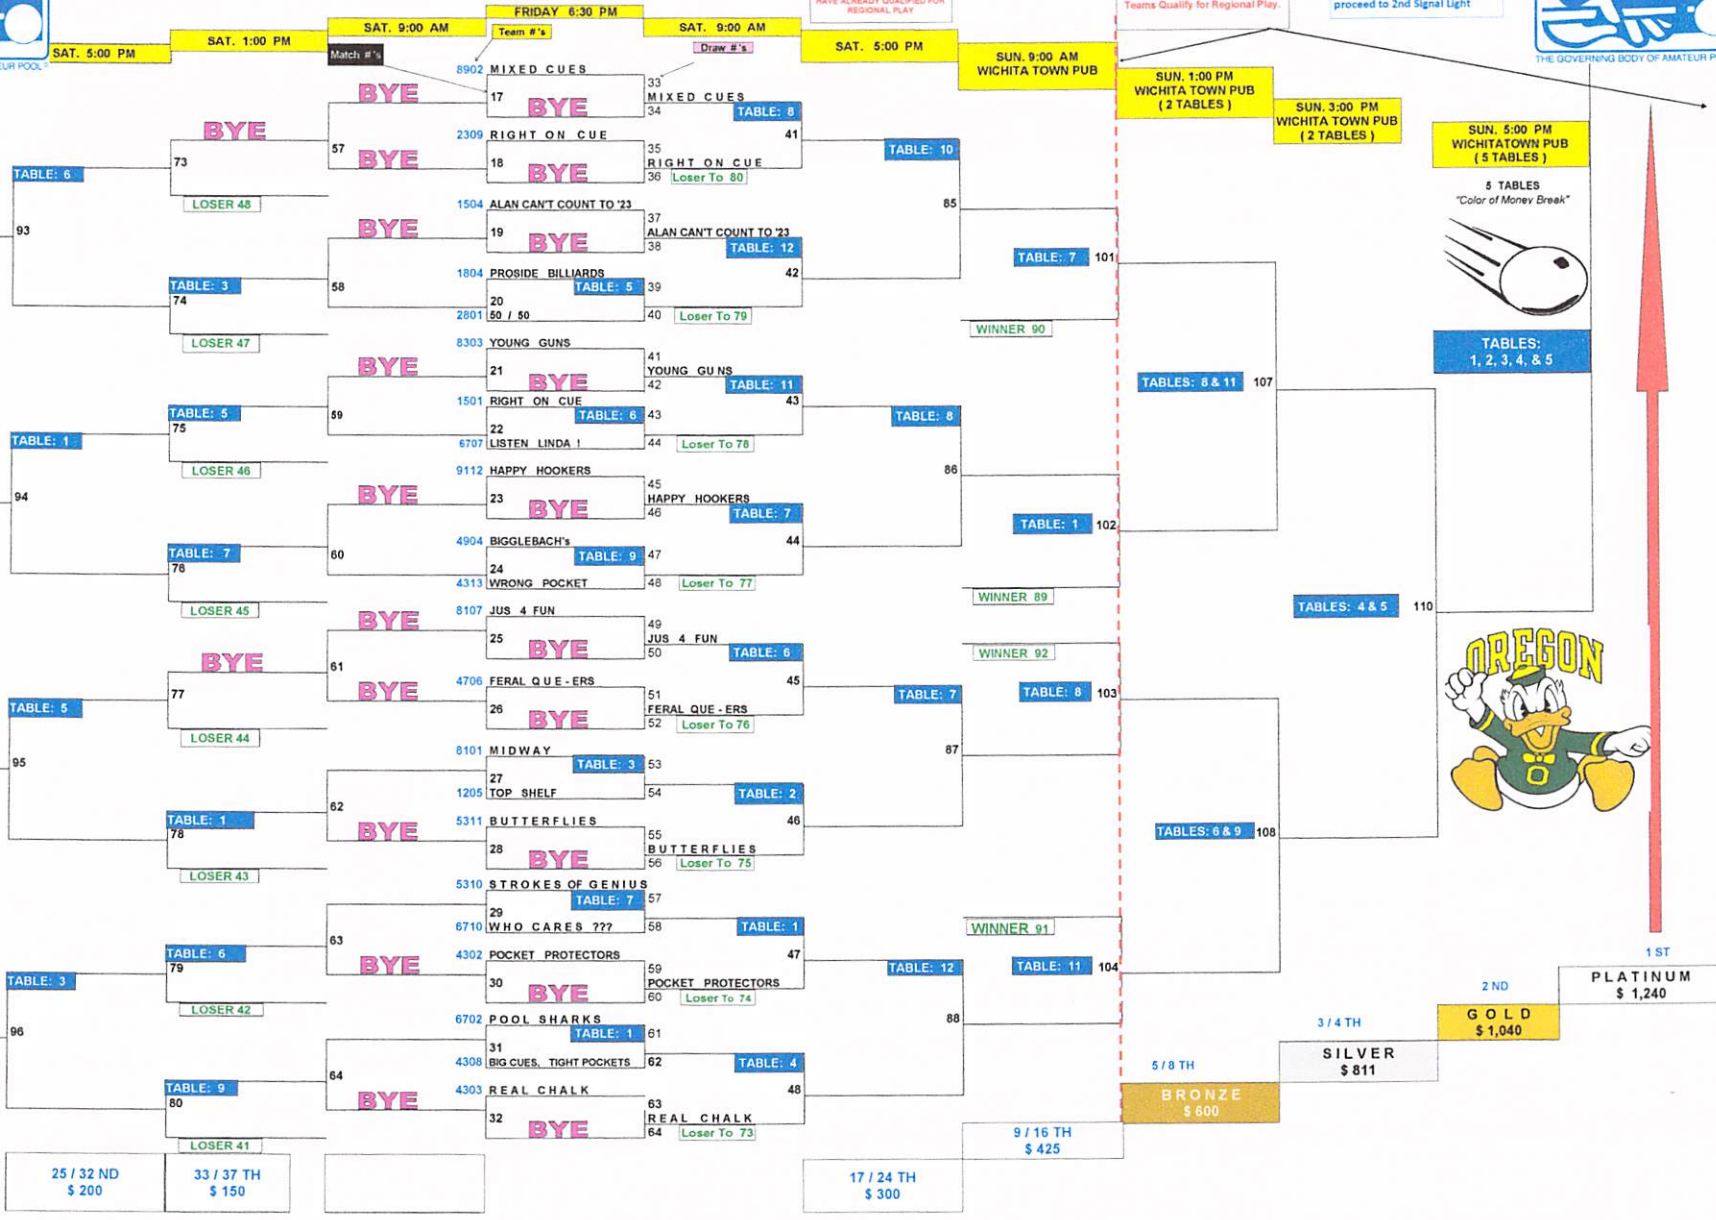 HAVE ALREADY QUALIFIED FOR
REGIONAL PLAY
Teams Qualify for Regional Play.
proceed to 2nd Signal Light
EUR POOL
THE GOVERNING BODY OF AMATEUR P
SAT. 5:00 PM
SAT. 1:00 PM
SAT. 9:00 AM
FRIDAY 6:30 PM
SAT. 9:00 AM
SAT. 5:00 PM
SUN. 9:00 AM
WICHITA TOWN PUB
SUN. 1:00 PM
WICHITA TOWN PUB
( 2 TABLES )
SUN. 3:00 PM
WICHITA TOWN PUB
( 2 TABLES )
SUN. 5:00 PM
WICHITATOWN PUB
( 5 TABLES )
5 TABLES
"Color of Money Break"
TABLES:
1, 2, 3, 4, & 5
Match #'s
Team #'s
Draw #'s
TABLE: 6
93
TABLE: 1
94
TABLE: 5
95
TABLE: 3
96
BYE
73
LOSER 48
TABLE: 3
74
LOSER 47
TABLE: 5
75
LOSER 46
TABLE: 7
76
LOSER 45
BYE
77
LOSER 44
TABLE: 1
78
LOSER 43
TABLE: 6
79
LOSER 42
TABLE: 9
80
LOSER 41
BYE
57
BYE
BYE
58
BYE
59
BYE
60
BYE
61
BYE
62
BYE
63
BYE
64
BYE
8902 MIXED CUES
17 BYE
2309 RIGHT ON CUE
18 BYE
1504 ALAN CAN'T COUNT TO '23
19 BYE
1804 PROSIDE BILLIARDS
TABLE: 5
20
2801 50 / 50
8303 YOUNG GUNS
21 BYE
1501 RIGHT ON CUE
TABLE: 6
22
6707 LISTEN LINDA !
9112 HAPPY HOOKERS
23 BYE
4904 BIGGLEBACH's
TABLE: 9
24
4313 WRONG POCKET
8107 JUS 4 FUN
25 BYE
4706 FERAL QUE-ERS
26 BYE
8101 MIDWAY
TABLE: 3
27
1205 TOP SHELF
5311 BUTTERFLIES
28 BYE
5310 STROKES OF GENIUS
TABLE: 7
29
6710 WHO CARES ???
4302 POCKET PROTECTORS
30 BYE
6702 POOL SHARKS
TABLE: 1
31
4308 BIG CUES, TIGHT POCKETS
4303 REAL CHALK
32 BYE
33
MIXED CUES
34 TABLE: 8
41
35
RIGHT ON CUE
36 Loser To 80
37
ALAN CAN'T COUNT TO '23
38 TABLE: 12
42
39
40 Loser To 79
41
YOUNG GUNS
42 TABLE: 11
43
43
44 Loser To 78
45
HAPPY HOOKERS
46 TABLE: 7
44
47
48 Loser To 77
49
JUS 4 FUN
50 TABLE: 6
45
51
FERAL QUE - ERS
52 Loser To 76
53
54 TABLE: 2
46
55
BUTTERFLIES
56 Loser To 75
57
58 TABLE: 1
47
59
POCKET PROTECTORS
60 Loser To 74
61
62 TABLE: 4
48
63
REAL CHALK
64 Loser To 73
TABLE: 10
85
TABLE: 8
86
TABLE: 7
87
TABLE: 12
88
TABLE: 7 101
WINNER 90
TABLE: 1 102
WINNER 89
WINNER 92
TABLE: 8 103
WINNER 91
TABLE: 11 104
TABLES: 8 & 11 107
TABLES: 6 & 9 108
TABLES: 4 & 5 110
OREGON
O
25 / 32 ND
$ 200
33 / 37 TH
$ 150
17 / 24 TH
$ 300
9 / 16 TH
$ 425
5 / 8 TH
BRONZE
$ 600
3 / 4 TH
SILVER
$ 811
2 ND
GOLD
$ 1,040
1 ST
PLATINUM
$ 1,240